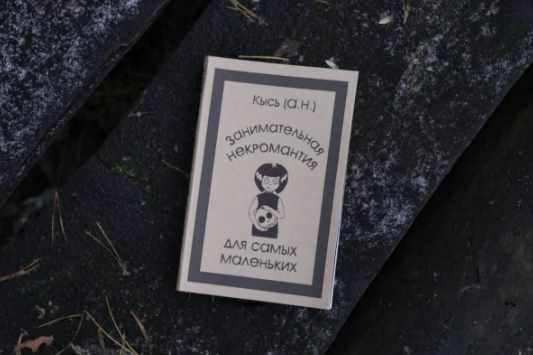 Кысь (а.Н.)
занимательная
некромантия
для самых
маленьких